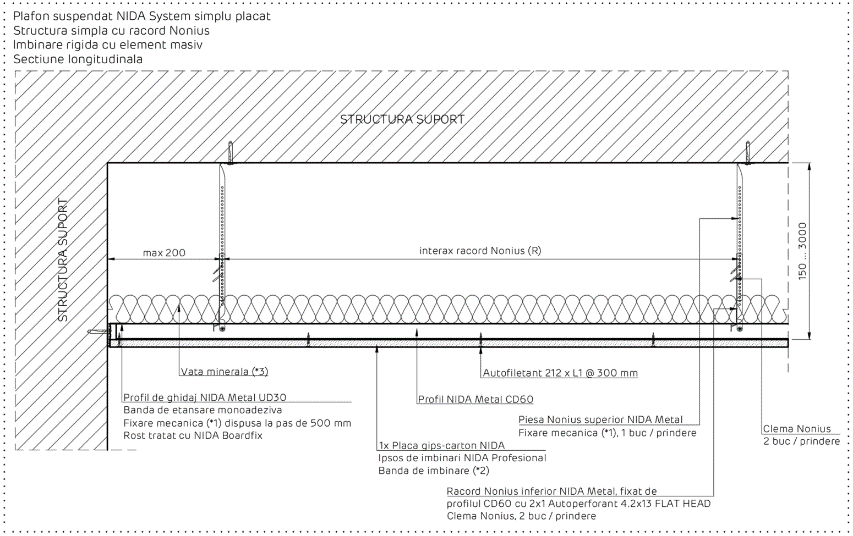 Plafon suspendat NIDA System simplu placat
Structura simpla cu racord Nonius
Imbinare rigida cu element masiv
Sectiune longitudinala
STRUCTURA SUPORT
STRUCTURA SUPORT
max 200
interax racord Nonius (R)
150 ... 3000
Vata minerala (*3)
Autofiletant 212 x L1 @ 300 mm
Profil de ghidaj NIDA Metal UD30
Banda de etansare monoadeziva
Fixare mecanica (*1) dispusa la pas de 500 mm
Rost tratat cu NIDA Boardfix
Profil NIDA Metal CD60
Piesa Nonius superior NIDA Metal
Fixare mecanica (*1), 1 buc / prindere
Clema Nonius
2 buc / prindere
1x Placa gips-carton NIDA
Ipsos de imbinari NIDA Profesional
Banda de imbinare (*2)
Racord Nonius inferior NIDA Metal, fixat de
profilul CD60 cu 2x1 Autoperforant 4.2x13 FLAT HEAD
Clema Nonius, 2 buc / prindere